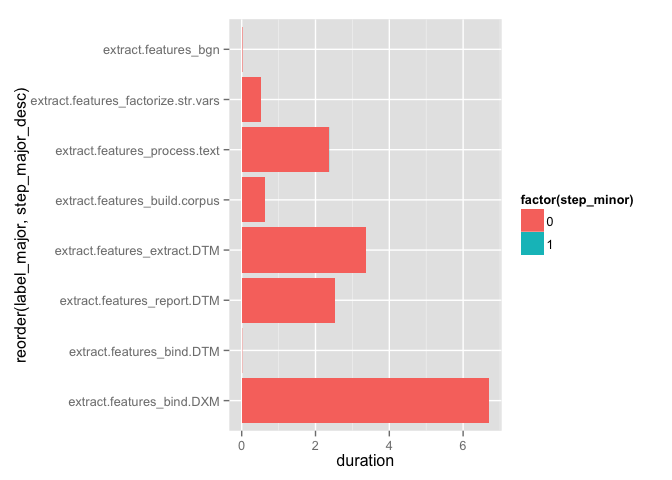 reorder(label_major, step_major_desc)
extract.features_bgn
extract.features_factorize.str.vars
extract.features_process.text
extract.features_build.corpus
extract.features_extract.DTM
extract.features_report.DTM
extract.features_bind.DTM
extract.features_bind.DXM
0 2 4 6
duration
factor(step_minor)
0
1